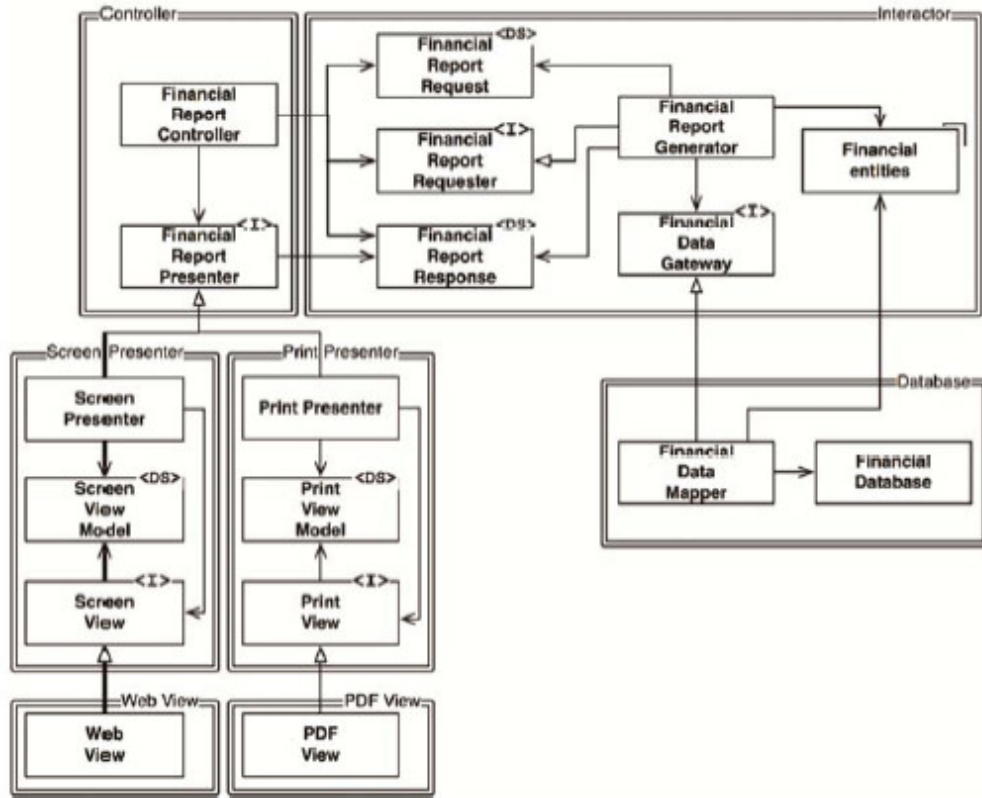 Controller
Interactor
<DS>
Financial
Report
Request
Financial
Report
Controller
Financial
Report
Generator
<I>
Financial
Report
Requester
Financial
entities
<I>
Financial
Report
Presenter
<DS>
Financial
Report
Response
<I>
Financial
Data
Gateway
Screen Presenter
Print Presenter
Database
Screen
Presenter
Print Presenter
Financial
Data
Mapper
Financial
Database
<DS>
Screen
View
Model
<DS>
Print
View
Model
<I>
Screen
View
<I>
Print
View
Web View
PDF View
Web
View
PDF
View